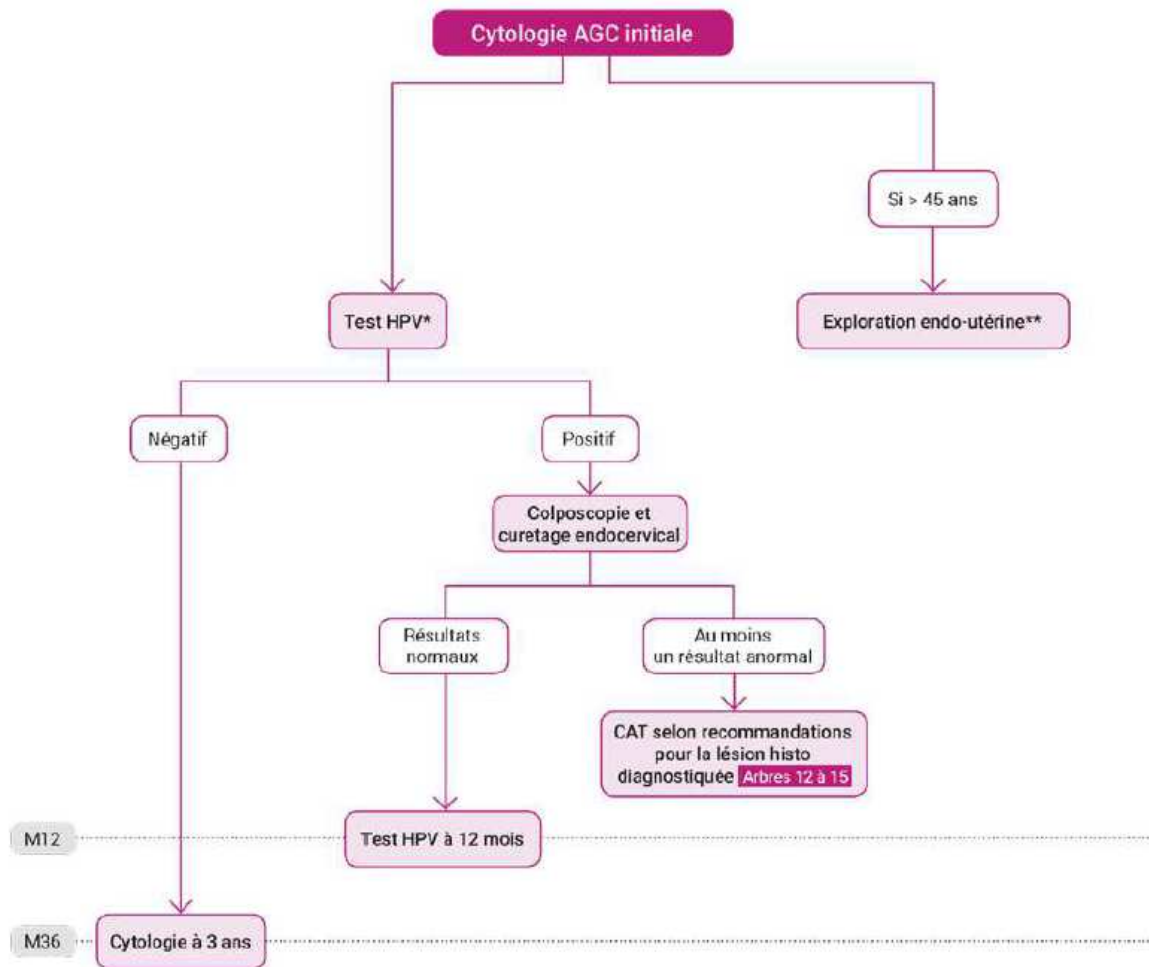 Cytologie AGC initiale
Si > 45 ans
Test HPV*
Exploration endo-utérine**
Négatif
Positif
Colposcopie et
curetage endocervical
Résultats
normaux
Au moins
un résultat anormal
CAT selon recommandations
pour la lésion histo
diagnostiquée Arbres 12 à 15
M12
Test HPV à 12 mois
M36
Cytologie à 3 ans